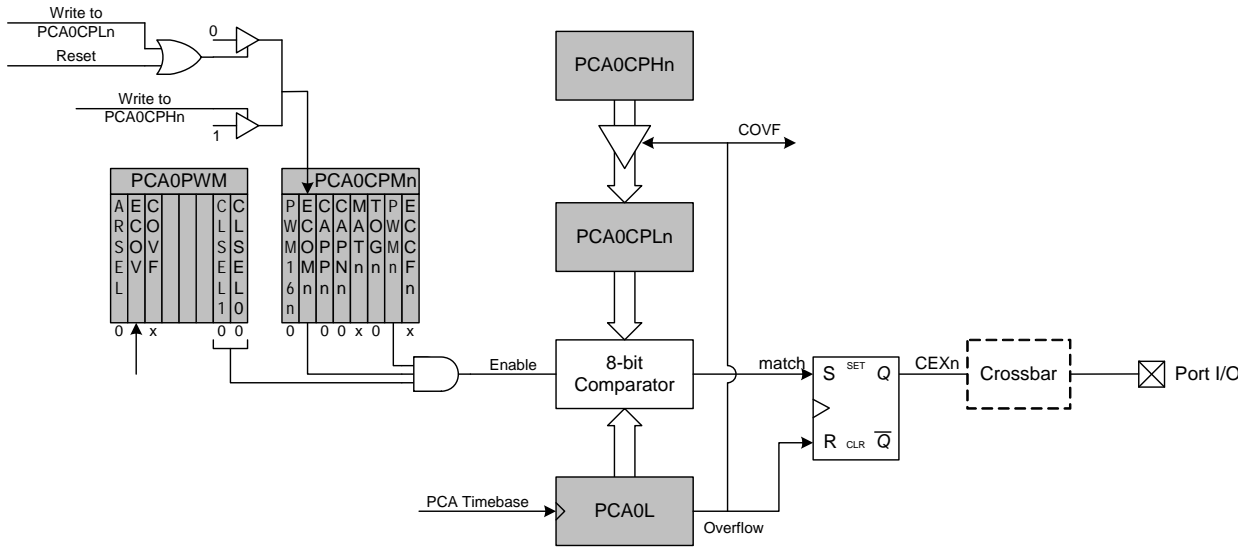 Write to
PCA0CPLn
Reset
0
Write to
PCA0CPHn
1
PCA0CPHn
COVF
PCA0PWM
ARSEL
ECOV
COVF
CLSEL1
CLSEL0
0 x 0 0
PCA0CPMn
PWM16n
ECOMn
CAPPn
CAPNn
MATn
TOGn
PWMn
ECCFn
0 0 0 x 0 x
PCA0CPLn
Enable
8-bit
Comparator
match
S SET Q
R CLR Q
CEXn
Crossbar
Port I/O
PCA Timebase
PCA0L
Overflow